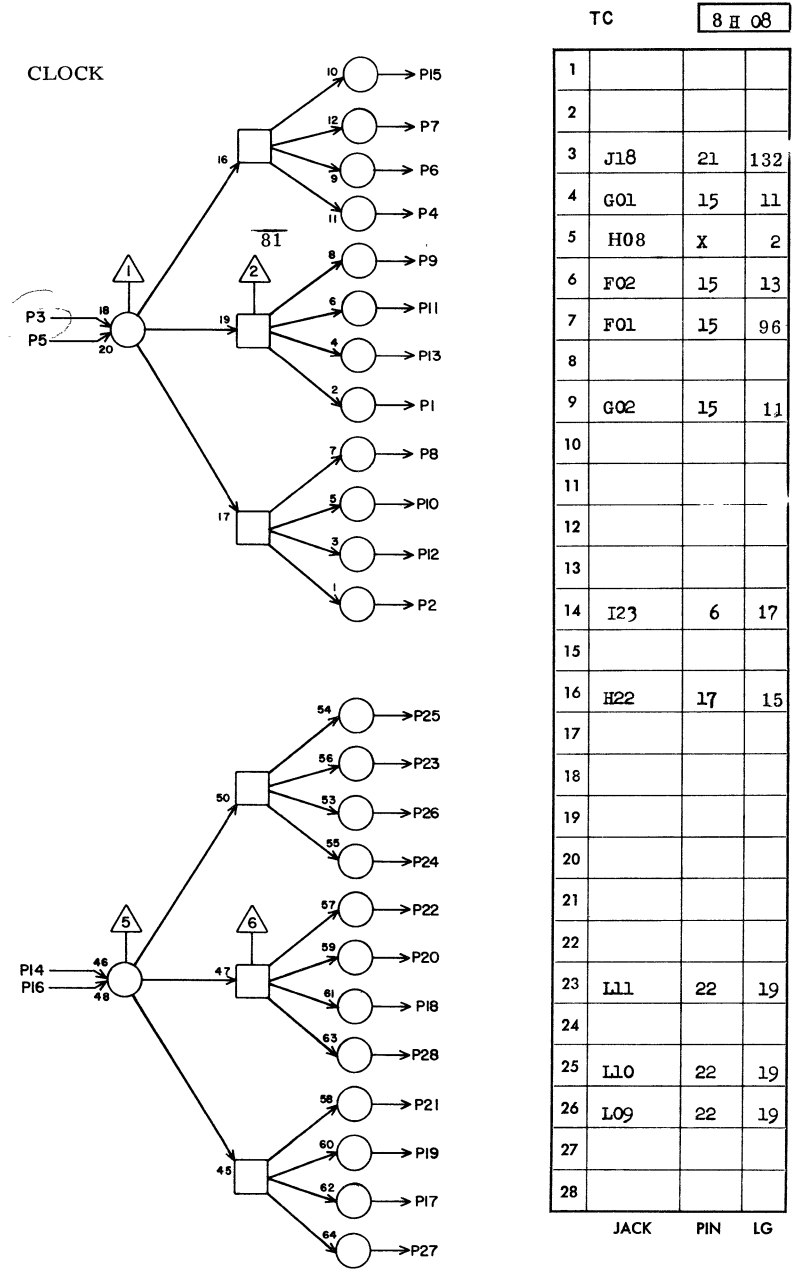 TC 8 H 08
CLOCK
10 P15
12 P7
16
9 P6
11 P4
81
8 P9
1 2
6 P11
P3 18
19
4 P13
P5 20
2 P1
7 P8
5 P10
17
3 P12
1 P2
54 P25
56 P23
50
53 P26
55 P24
57 P22
5 6
59 P20
P14 46
47
P16 48
61 P18
63 P28
58 P21
60 P19
45
62 P17
64 P27
1
2
3 J18 21 132
4 G01 15 11
5 H08 X 2
6 F02 15 13
7 F01 15 96
8
9 G02 15 11
10
11
12
13
14 I23 6 17
15
16 H22 17 15
17
18
19
20
21
22
23 L11 22 19
24
25 L10 22 19
26 L09 22 19
27
28
JACK PIN LG